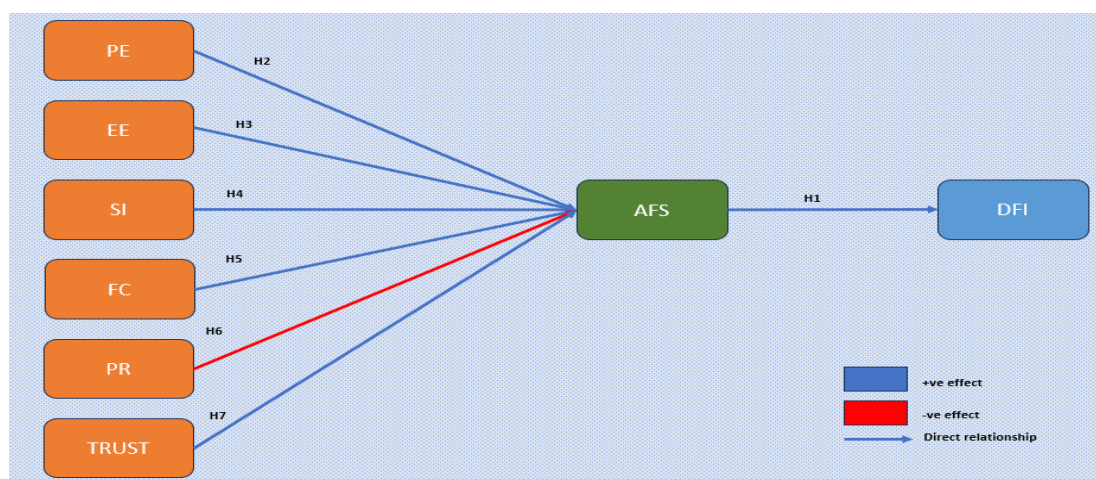 PE
H2
EE
H3
SI
H4
AFS
H1
DFI
FC
H5
PR
H6
TRUST
H7
+ve effect
-ve effect
Direct relationship